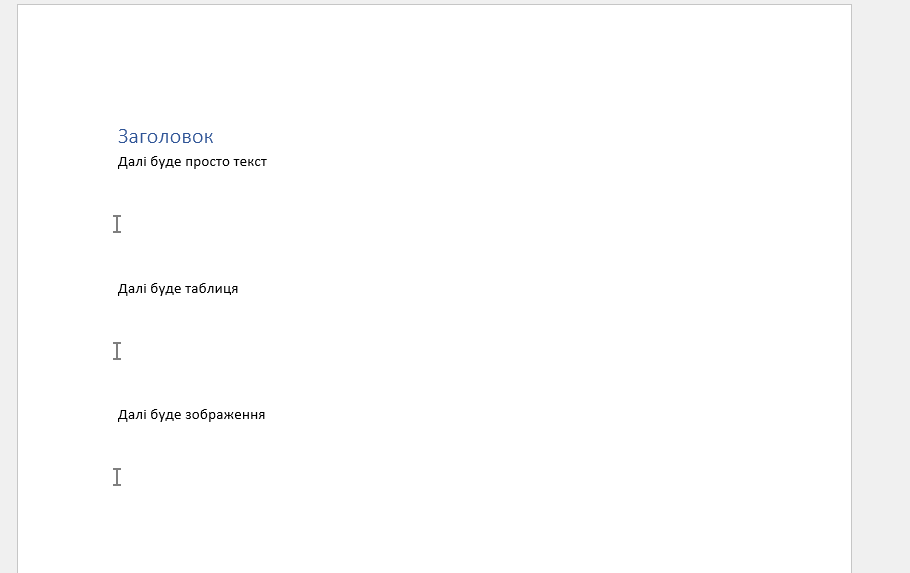 Заголовок
Далі буде просто текст
Далі буде таблиця
Далі буде зображення